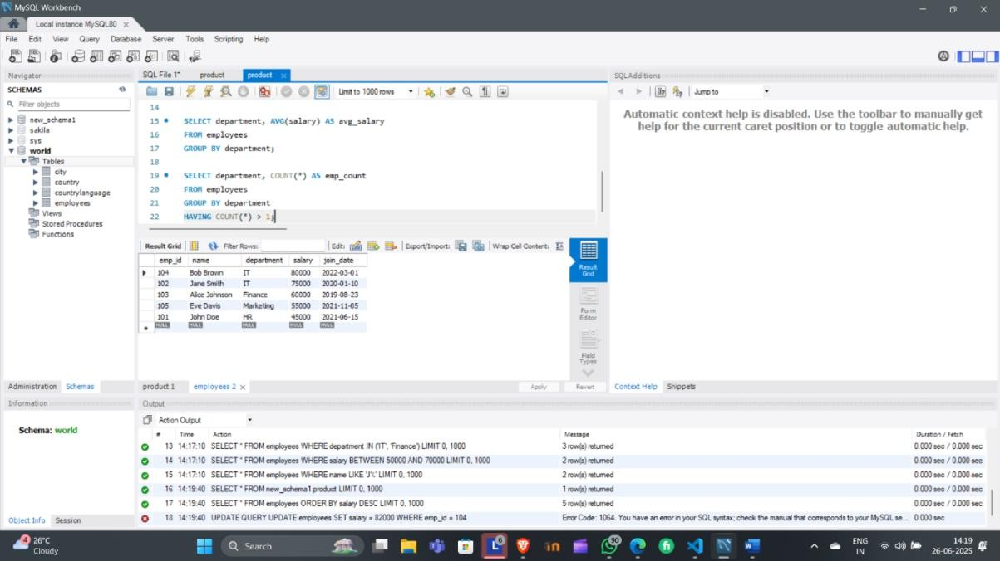 MySQL Workbench
Local instance MySQL80
File Edit View Query Database Server Tools Scripting Help
Navigator
SCHEMAS
Filter objects
new_schema1
sakila
sys
world
Tables
city
country
countrylanguage
employees
Views
Stored Procedures
Functions
Administration Schemas
Information
Schema: world
Object Info Session
SQL File 1* product product
Limit to 1000 rows
14
15 SELECT department, AVG(salary) AS avg_salary
16 FROM employees
17 GROUP BY department;
18
19 SELECT department, COUNT(*) AS emp_count
20 FROM employees
21 GROUP BY department
22 HAVING COUNT(*) > 1;
Result Grid Filter Rows: Edit: Export/Import: Wrap Cell Content:
emp_id name department salary join_date
104 Bob Brown IT 80000 2022-03-01
102 Jane Smith IT 75000 2020-01-10
103 Alice Johnson Finance 60000 2019-08-23
105 Eve Davis Marketing 55000 2021-11-05
101 John Doe HR 45000 2021-06-15
NULL NULL NULL NULL NULL
Result
Grid
Form
Editor
Field
Types
product 1 employees 2 Apply Revert
SQLAdditions
Jump to
Automatic context help is disabled. Use the toolbar to manually get
help for the current caret position or to toggle automatic help.
Context Help Snippets
Output
Action Output
# Time Action Message Duration / Fetch
13 14:17:10 SELECT * FROM employees WHERE department IN ('IT', 'Finance') LIMIT 0, 1000 3 row(s) returned 0.000 sec / 0.000 sec
14 14:17:10 SELECT * FROM employees WHERE salary BETWEEN 50000 AND 70000 LIMIT 0, 1000 2 row(s) returned 0.000 sec / 0.000 sec
15 14:17:10 SELECT * FROM employees WHERE name LIKE 'J%' LIMIT 0, 1000 2 row(s) returned 0.000 sec / 0.000 sec
16 14:19:40 SELECT * FROM new_schema1.product LIMIT 0, 1000 1 row(s) returned 0.000 sec / 0.000 sec
17 14:19:40 SELECT * FROM employees ORDER BY salary DESC LIMIT 0, 1000 5 row(s) returned 0.000 sec / 0.000 sec
18 14:19:40 UPDATE QUERY UPDATE employees SET salary = 82000 WHERE emp_id = 104 Error Code: 1064. You have an error in your SQL syntax; check the manual that corresponds to your MySQL se... 0.000 sec
4
26°C
Cloudy
Search
L 6
in
90
ENG
IN
14:19
26-06-2025